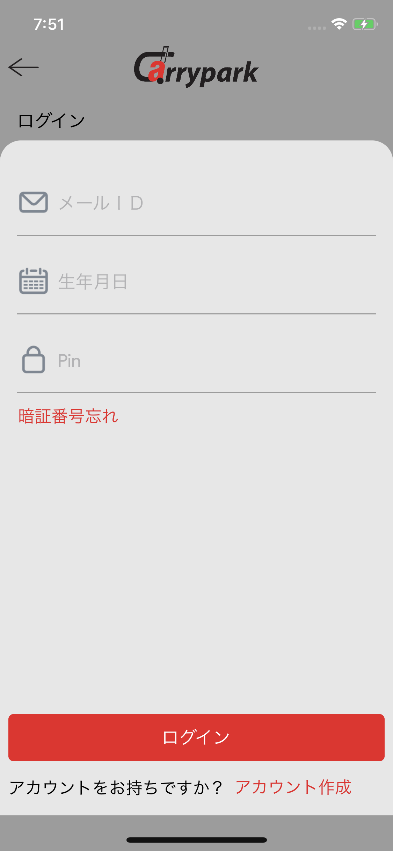 7:51
Carrypark
ログイン
メールＩＤ
生年月日
Pin
暗証番号忘れ
ログイン
アカウントをお持ちですか？ アカウント作成